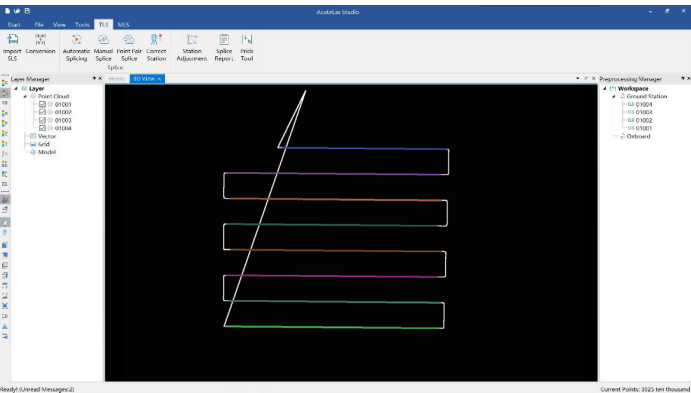 AcuteLas Studio
Start File View Tools TLS MLS
Import SLS
Conversion
Automatic Splicing
Manual Splice
Point Pair Splice
Correct Station
Station Adjustment
Splice Report
Prick Tool
Splice
Layer Manager
Home
3D View
Preprocessing Manager
Layer
Point Cloud
01001
01002
01003
01004
Vector
Grid
Model
Workspace
Ground Station
01004
01003
01002
01001
Onboard
Ready! (Unread Messages:2)
Current Points: 3025 ten thousand